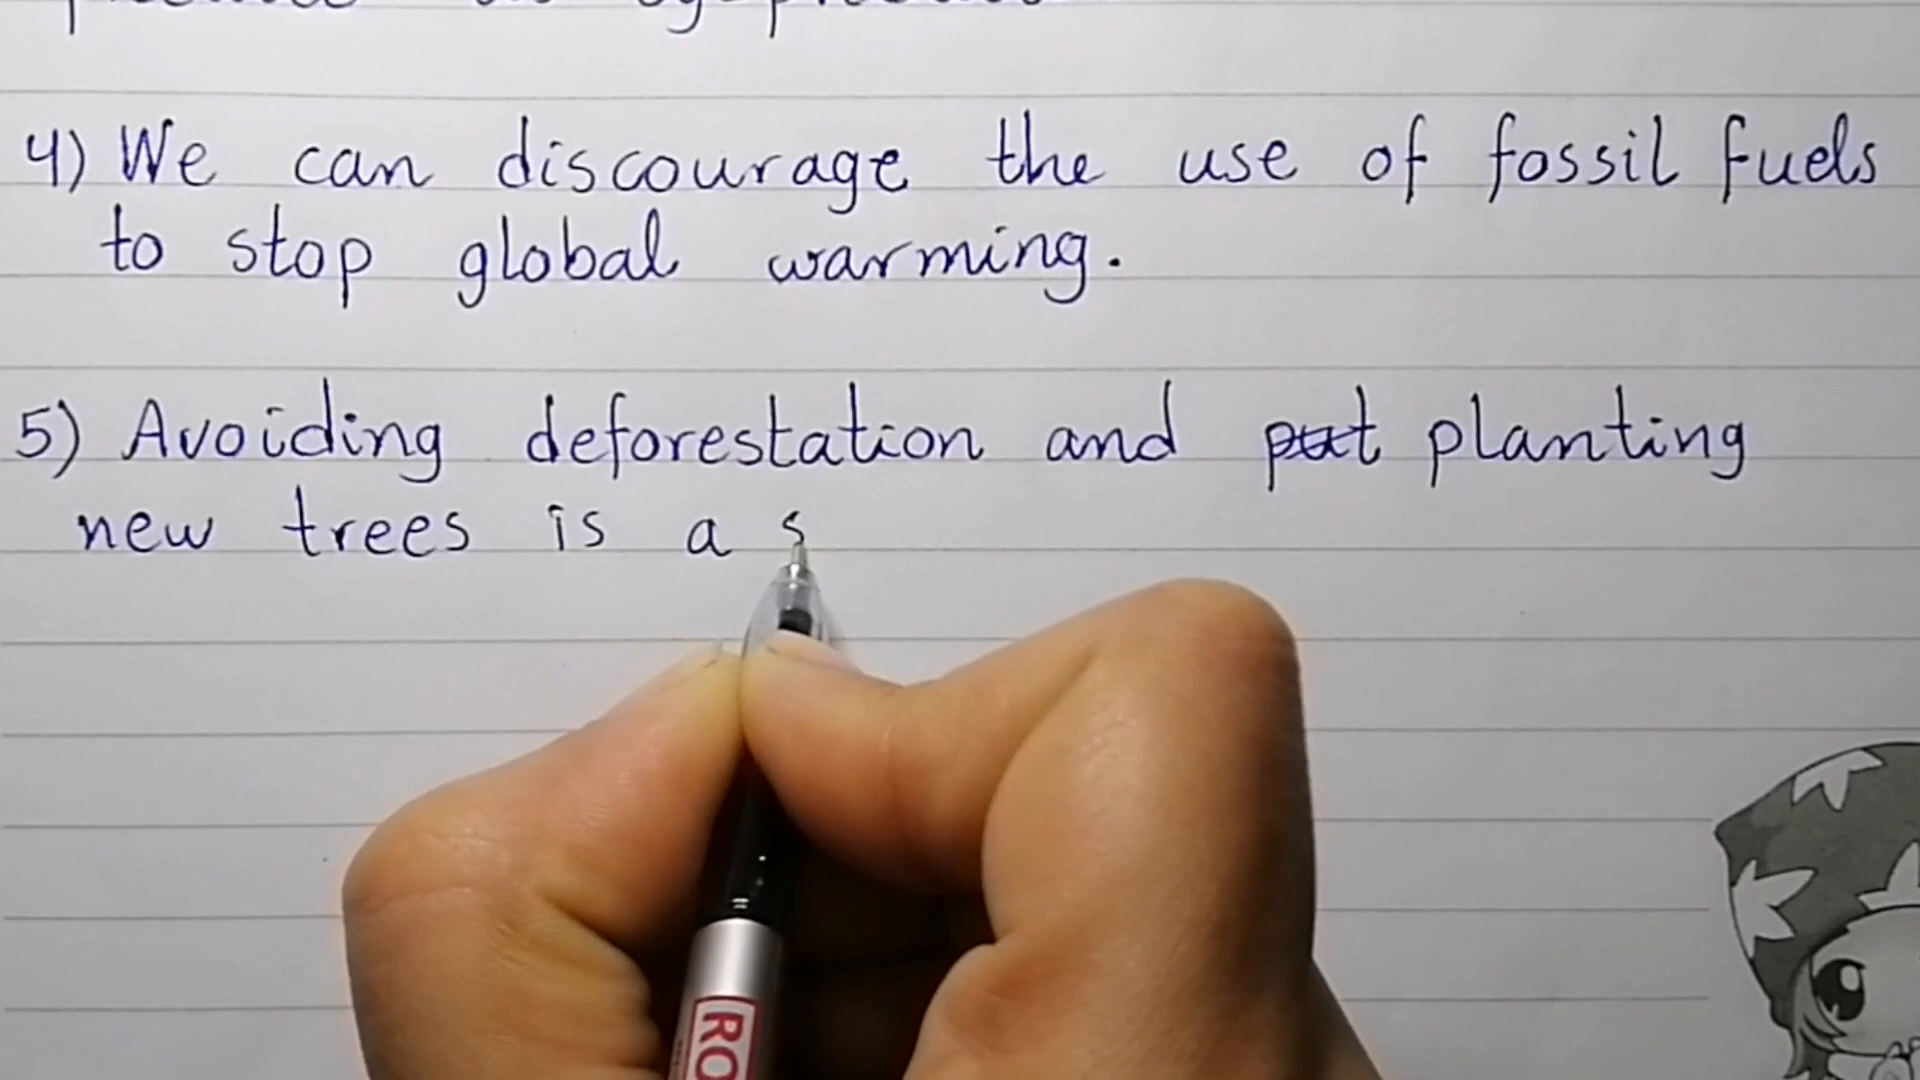 4) We can discourage the use of fossil fuels
to stop global warming.
5) Avoiding deforestation and put planting
new trees is a s
RO